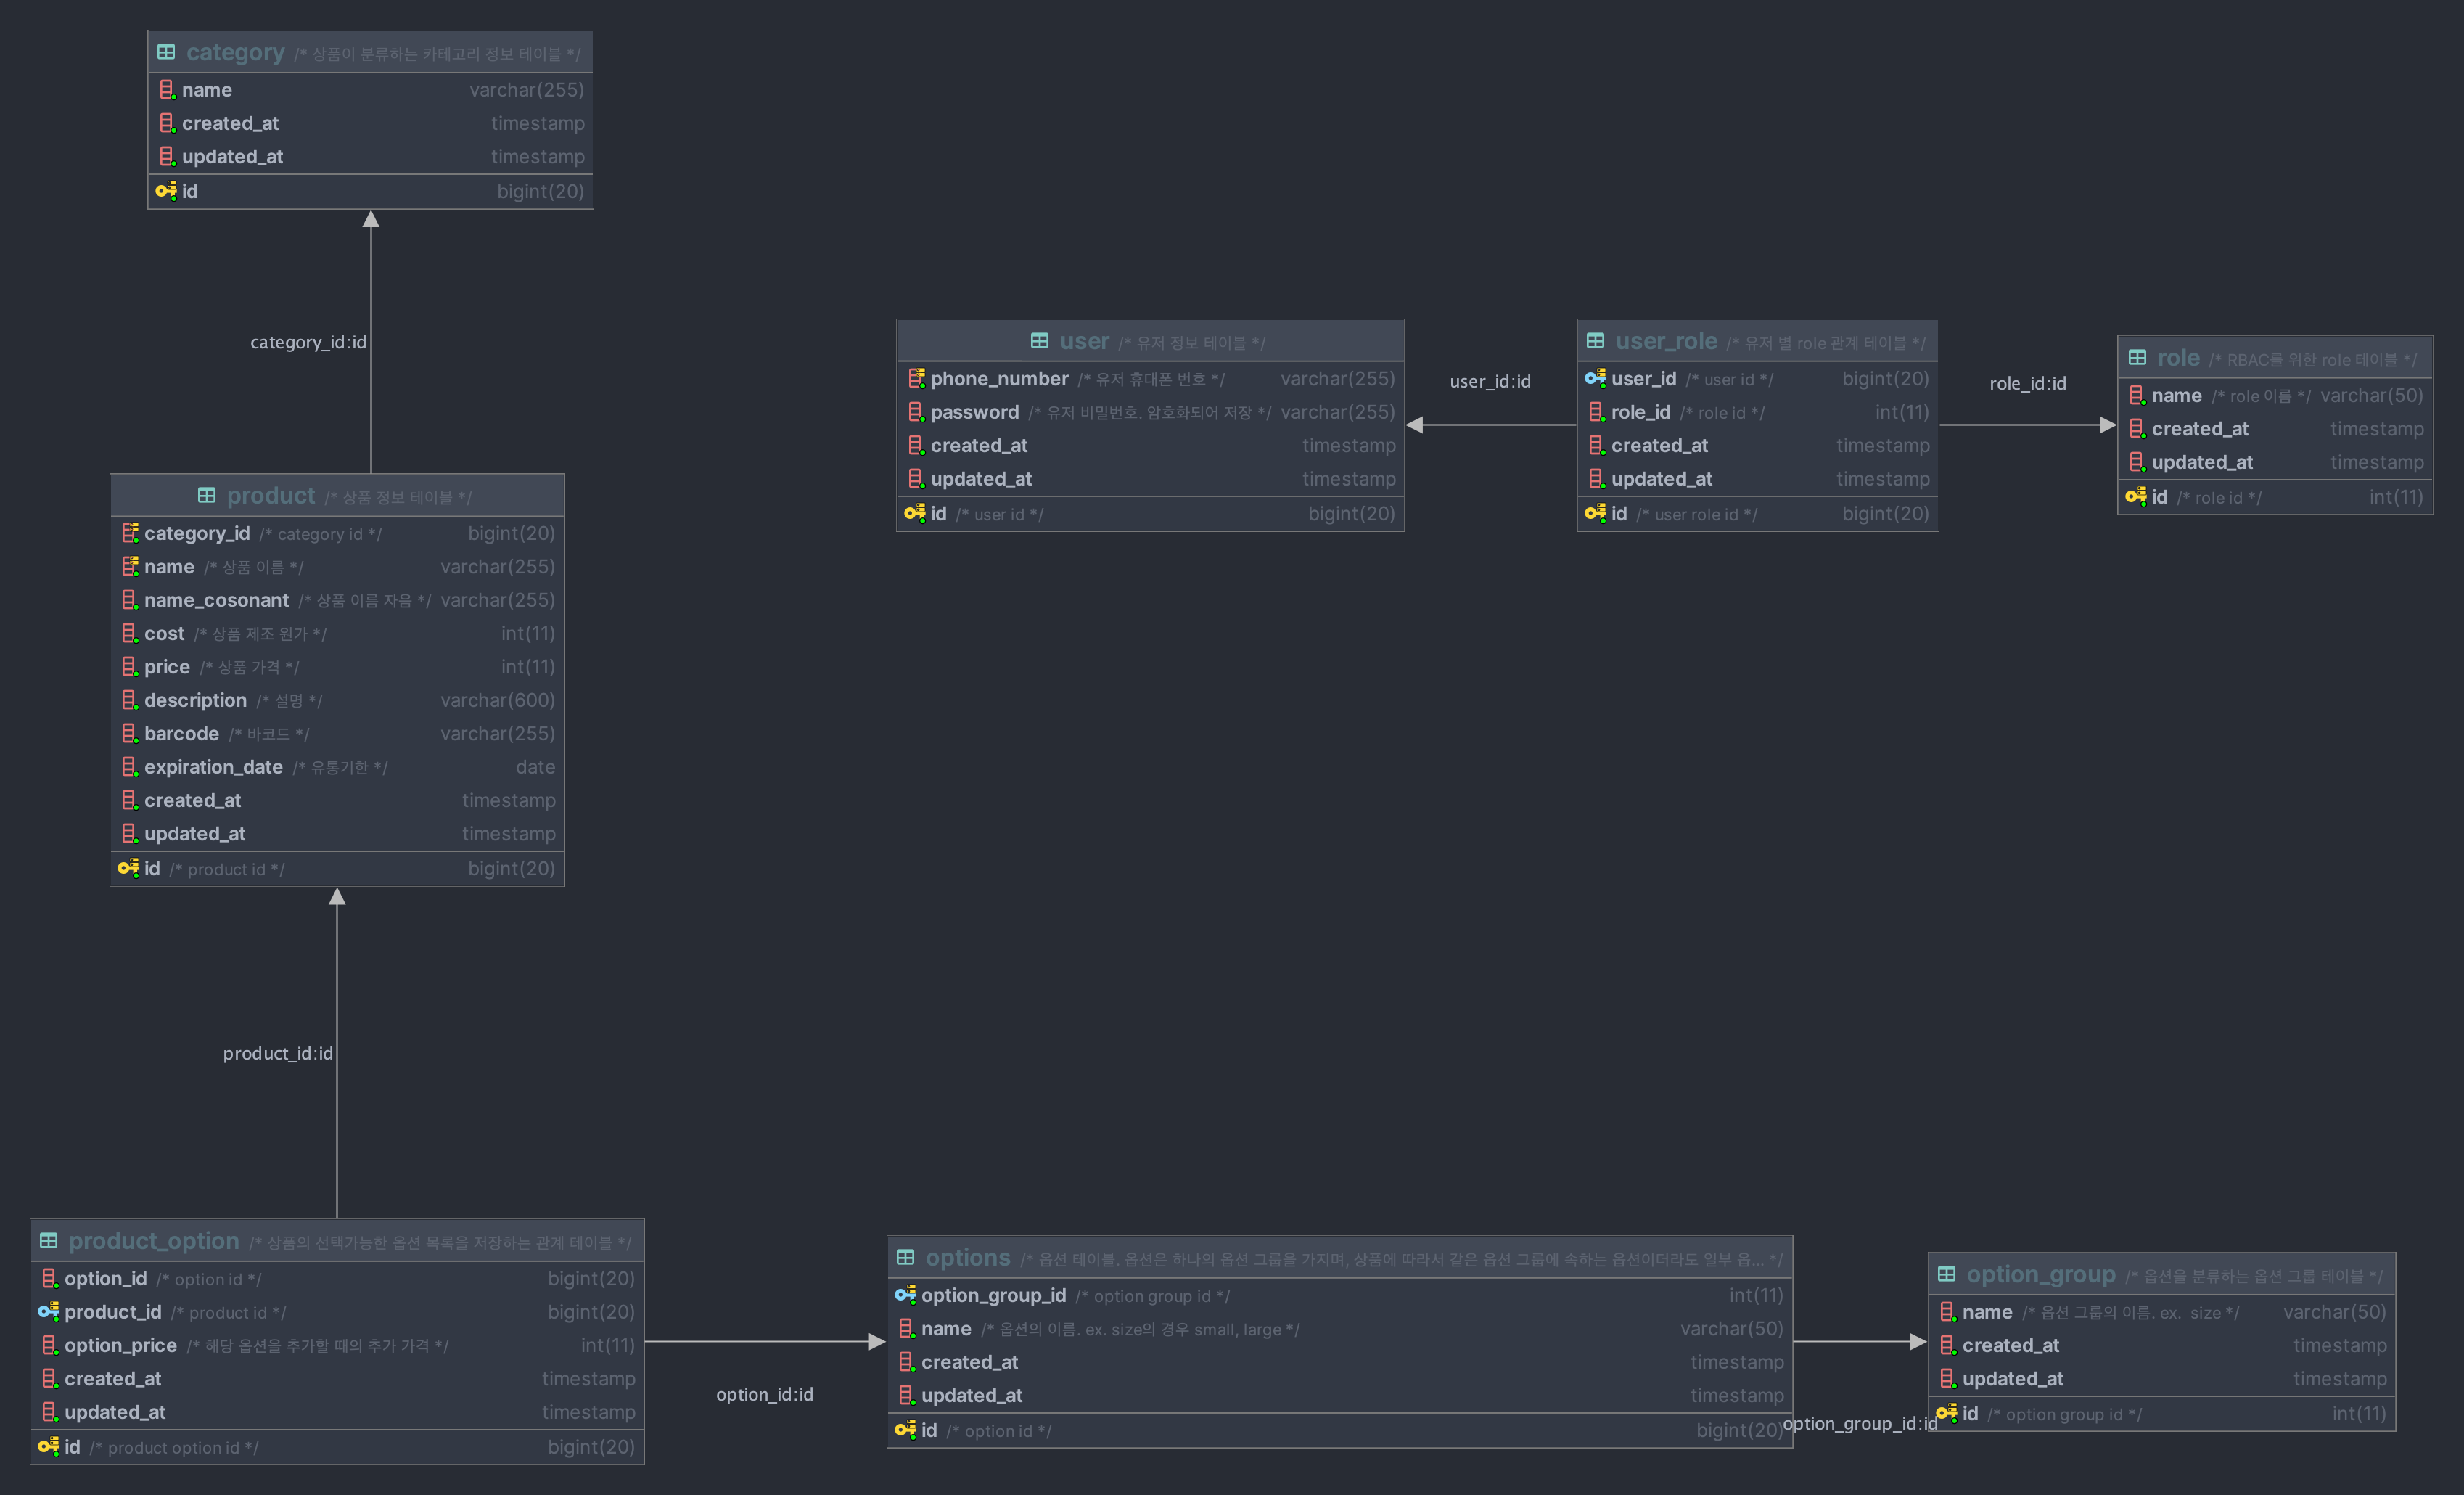 category /* 상품이 분류하는 카테고리 정보 테이블 */
name varchar(255)
created_at timestamp
updated_at timestamp
id bigint(20)
category_id:id
user /* 유저 정보 테이블 */
phone_number /* 유저 휴대폰 번호 */ varchar(255)
password /* 유저 비밀번호. 암호화되어 저장 */ varchar(255)
created_at timestamp
updated_at timestamp
id /* user id */ bigint(20)
user_id:id
user_role /* 유저 별 role 관계 테이블 */
user_id /* user id */ bigint(20)
role_id /* role id */ int(11)
created_at timestamp
updated_at timestamp
id /* user role id */ bigint(20)
role_id:id
role /* RBAC를 위한 role 테이블 */
name /* role 이름 */ varchar(50)
created_at timestamp
updated_at timestamp
id /* role id */ int(11)
product /* 상품 정보 테이블 */
category_id /* category id */ bigint(20)
name /* 상품 이름 */ varchar(255)
name_cosonant /* 상품 이름 자음 */ varchar(255)
cost /* 상품 제조 원가 */ int(11)
price /* 상품 가격 */ int(11)
description /* 설명 */ varchar(600)
barcode /* 바코드 */ varchar(255)
expiration_date /* 유통기한 */ date
created_at timestamp
updated_at timestamp
id /* product id */ bigint(20)
product_id:id
product_option /* 상품의 선택가능한 옵션 목록을 저장하는 관계 테이블 */
option_id /* option id */ bigint(20)
product_id /* product id */ bigint(20)
option_price /* 해당 옵션을 추가할 때의 추가 가격 */ int(11)
created_at timestamp
updated_at timestamp
id /* product option id */ bigint(20)
option_id:id
options /* 옵션 테이블. 옵션은 하나의 옵션 그룹을 가지며, 상품에 따라서 같은 옵션 그룹에 속하는 옵션이더라도 일부 옵... */
option_group_id /* option group id */ int(11)
name /* 옵션의 이름. ex. size의 경우 small, large */ varchar(50)
created_at timestamp
updated_at timestamp
id /* option id */ bigint(20)
option_group_id:id
option_group /* 옵션을 분류하는 옵션 그룹 테이블 */
name /* 옵션 그룹의 이름. ex. size */ varchar(50)
created_at timestamp
updated_at timestamp
id /* option group id */ int(11)